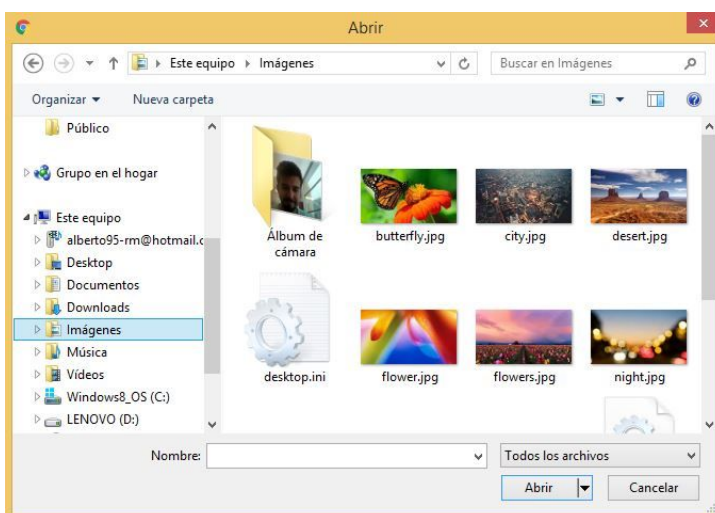 Abrir
Este equipo
Imágenes
Buscar en Imágenes
Organizar
Nueva carpeta
Público
Grupo en el hogar
Este equipo
alberto95-rm@hotmail.c
Desktop
Documentos
Downloads
Imágenes
Música
Vídeos
Windows8_OS (C:)
LENOVO (D:)
Álbum de
cámara
butterfly.jpg
city.jpg
desert.jpg
desktop.ini
flower.jpg
flowers.jpg
night.jpg
Nombre:
Todos los archivos
Abrir
Cancelar